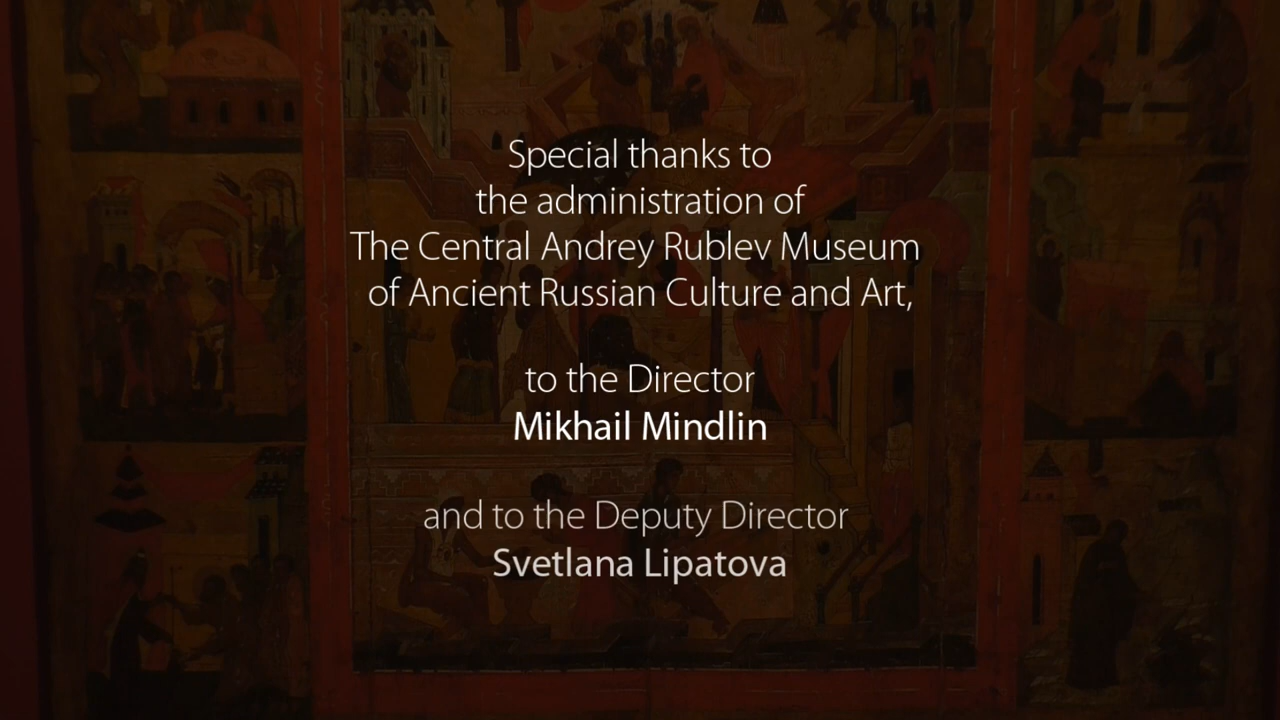 Special thanks to
the administration of
The Central Andrey Rublev Museum
of Ancient Russian Culture and Art,
to the Director
Mikhail Mindlin
and to the Deputy Director
Svetlana Lipatova